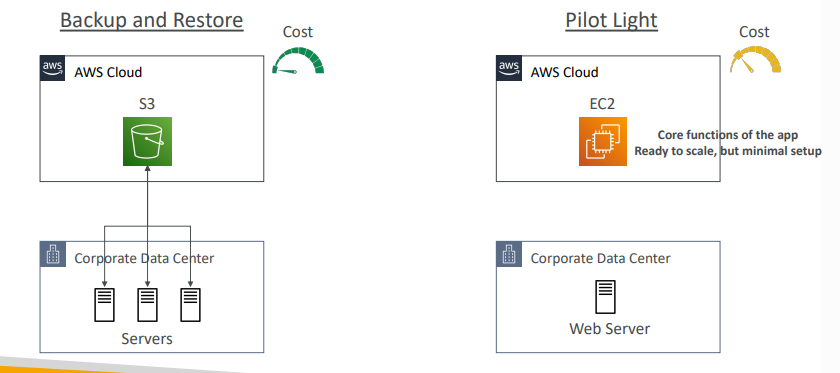 Backup and Restore
Cost
aws
AWS Cloud
S3
Corporate Data Center
Servers
Pilot Light
Cost
aws
AWS Cloud
EC2
Core functions of the app
Ready to scale, but minimal setup
Corporate Data Center
Web Server